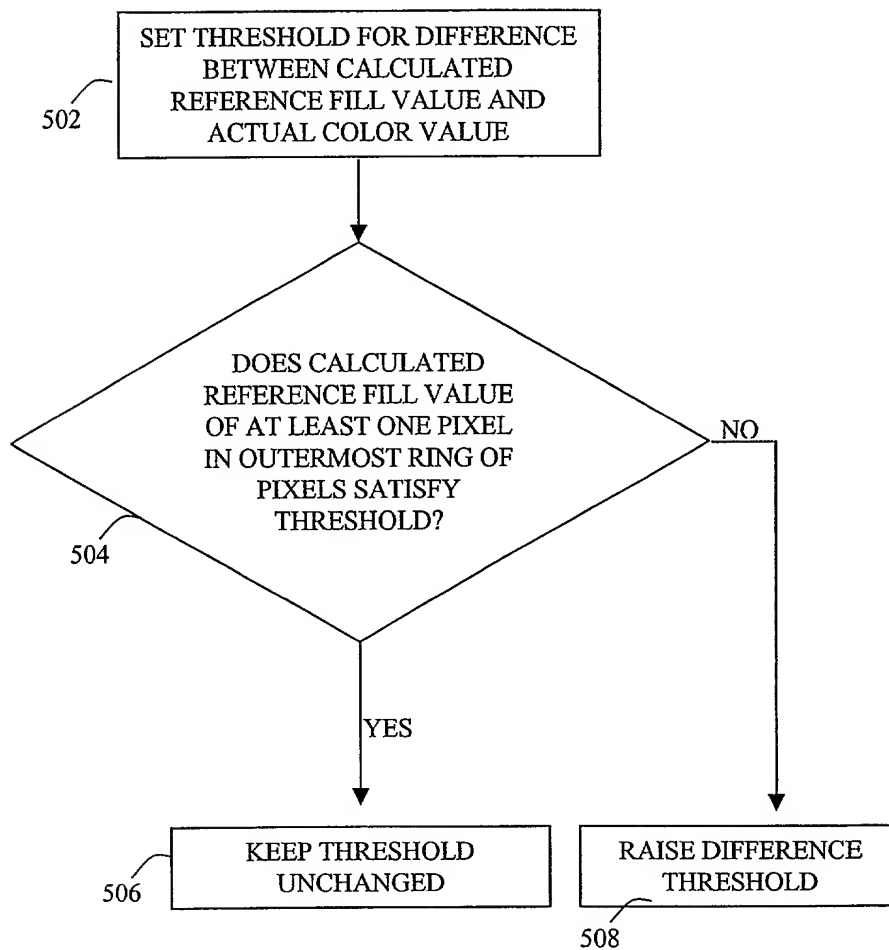 SET THRESHOLD FOR DIFFERENCE
BETWEEN CALCULATED
REFERENCE FILL VALUE AND
ACTUAL COLOR VALUE
502
DOES CALCULATED
REFERENCE FILL VALUE
OF AT LEAST ONE PIXEL
IN OUTERMOST RING OF
PIXELS SATISFY
THRESHOLD?
NO
504
YES
KEEP THRESHOLD
UNCHANGED
506
RAISE DIFFERENCE
THRESHOLD
508